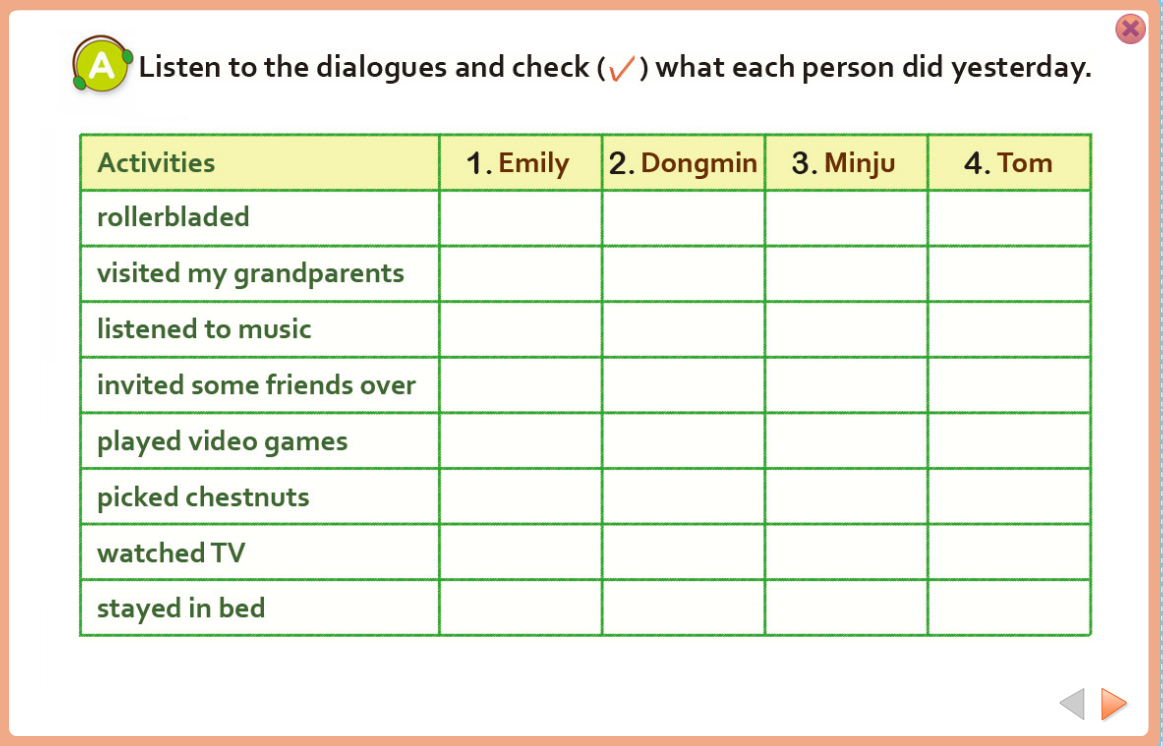 A Listen to the dialogues and check (✓) what each person did yesterday.
Activities 1. Emily 2. Dongmin 3. Minju 4. Tom
rollerbladed
visited my grandparents
listened to music
invited some friends over
played video games
picked chestnuts
watched TV
stayed in bed